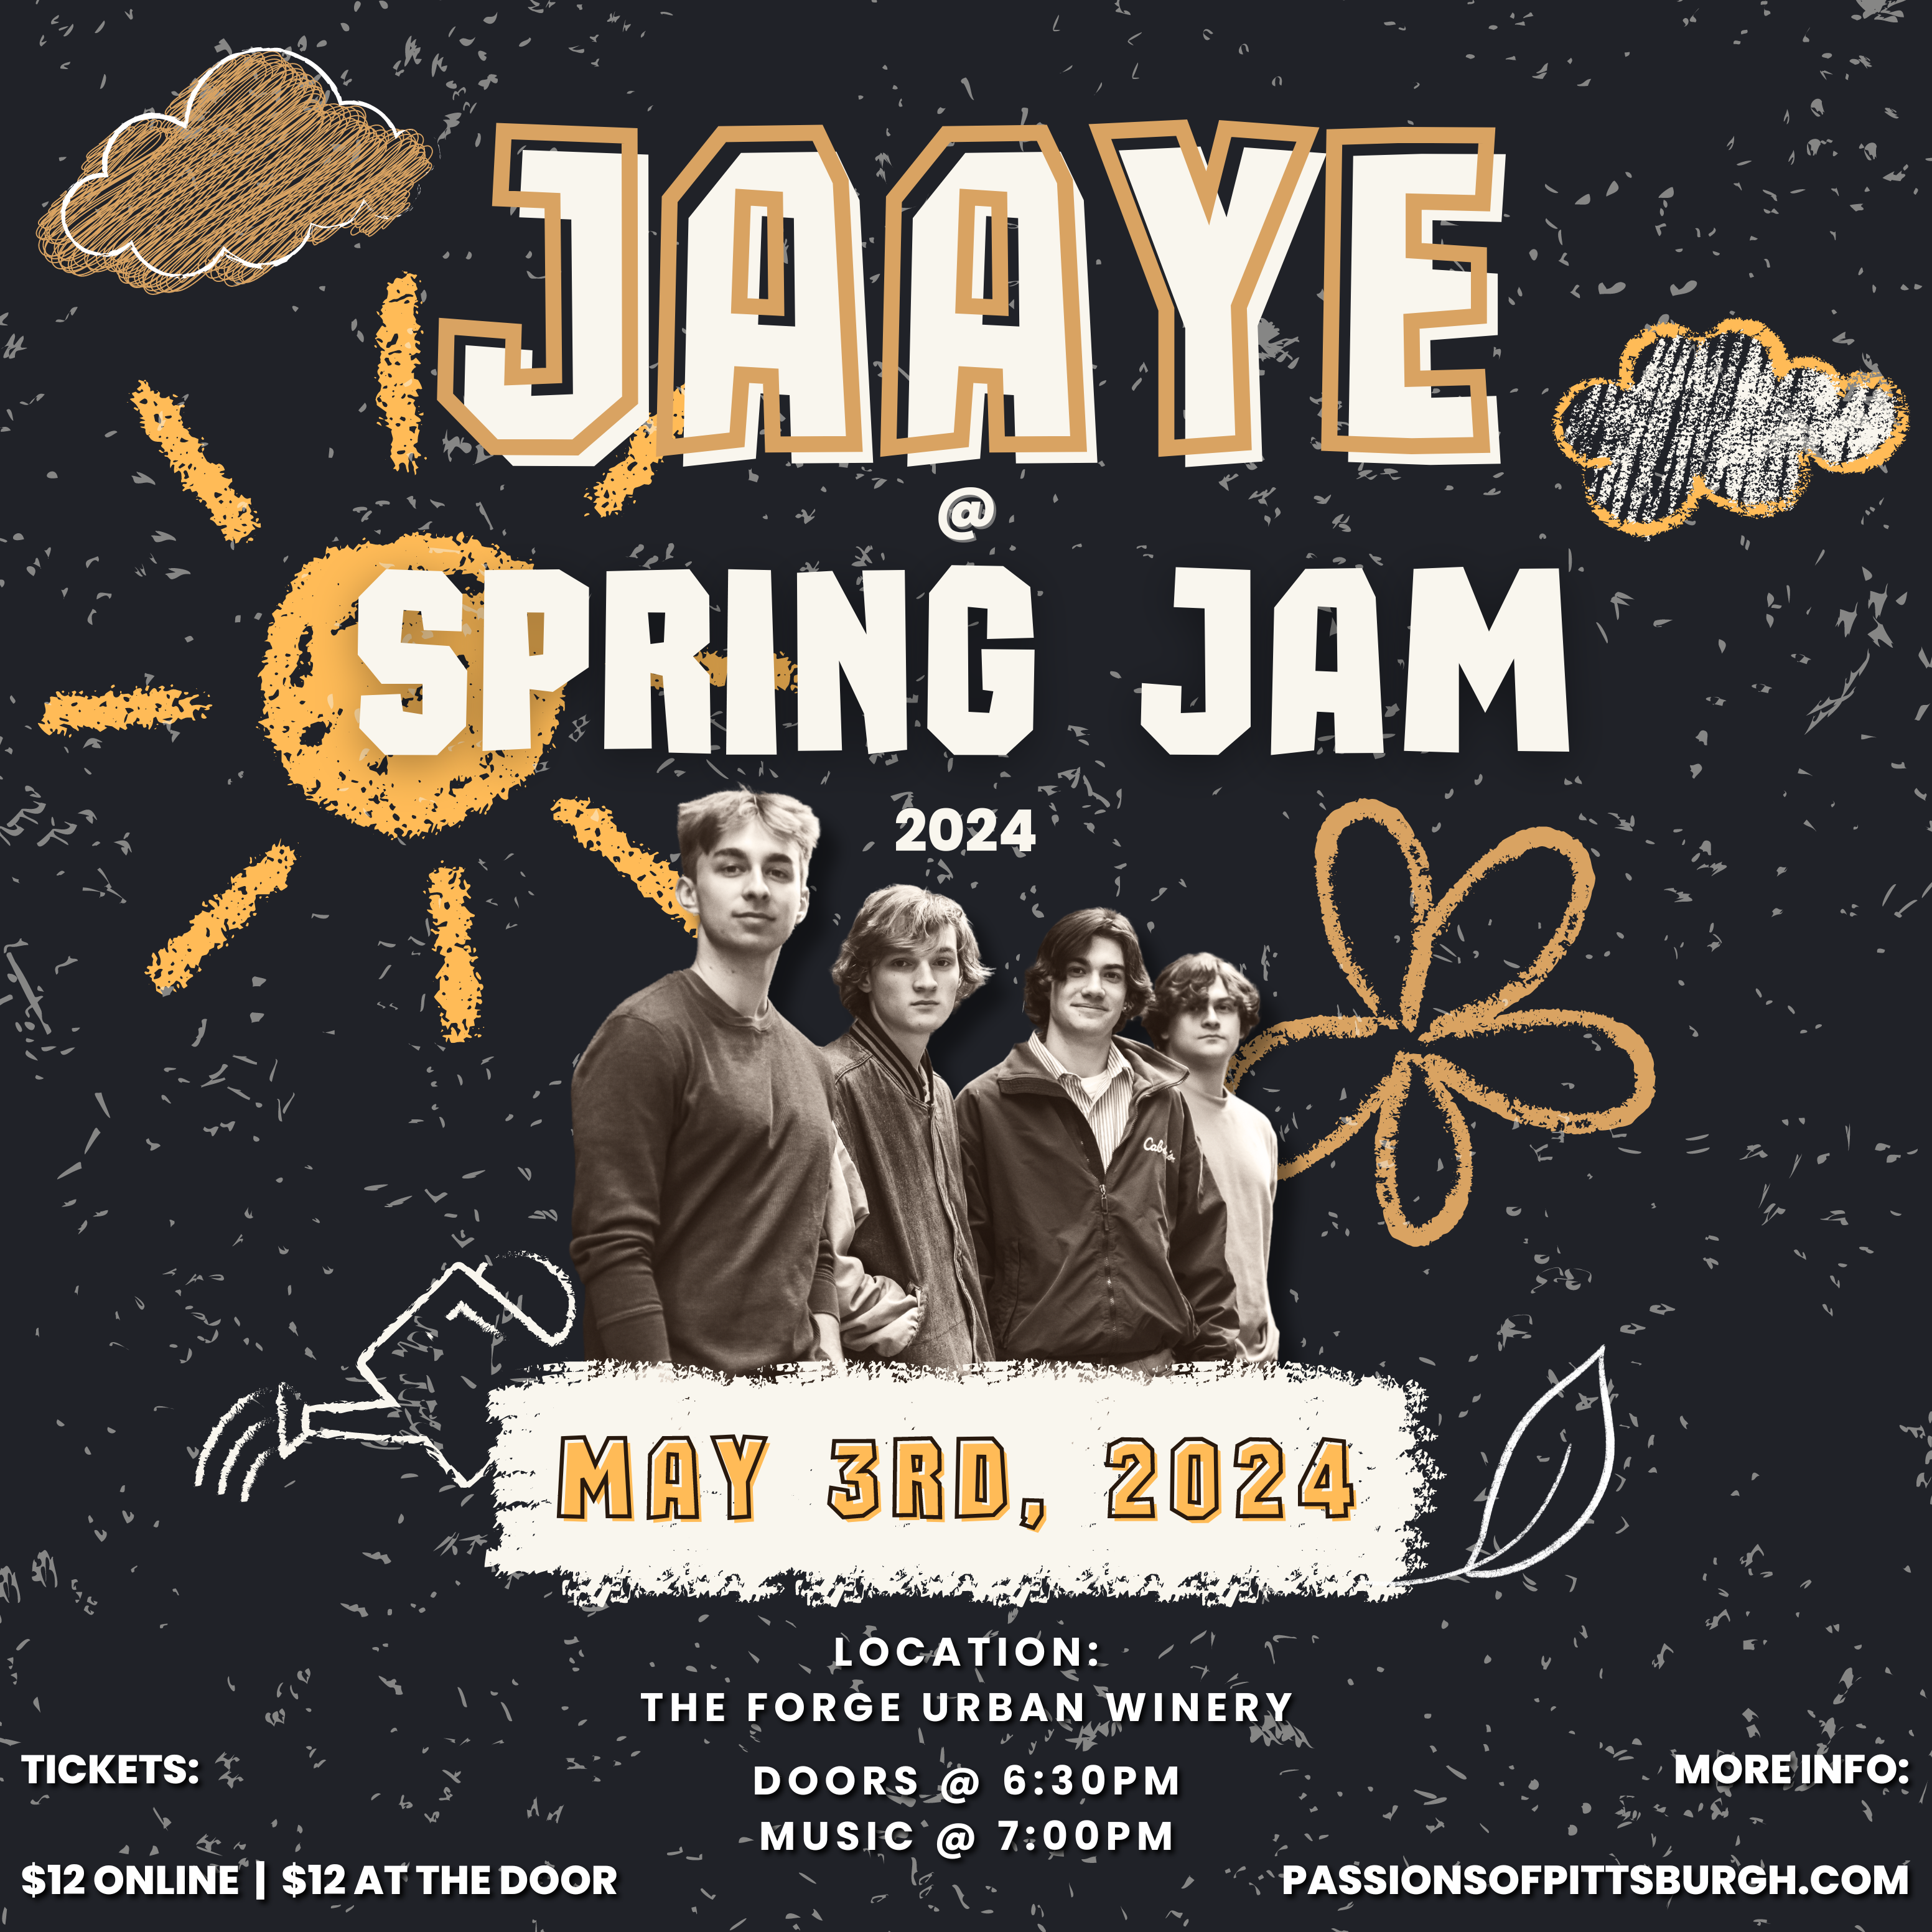 JAAYE
@
SPRING JAM
2024
MAY 3RD, 2024
LOCATION:
THE FORGE URBAN WINERY
DOORS @ 6:30PM
MUSIC @ 7:00PM
TICKETS:
$12 ONLINE | $12 AT THE DOOR
MORE INFO:
PASSIONSOFPITTSBURGH.COM